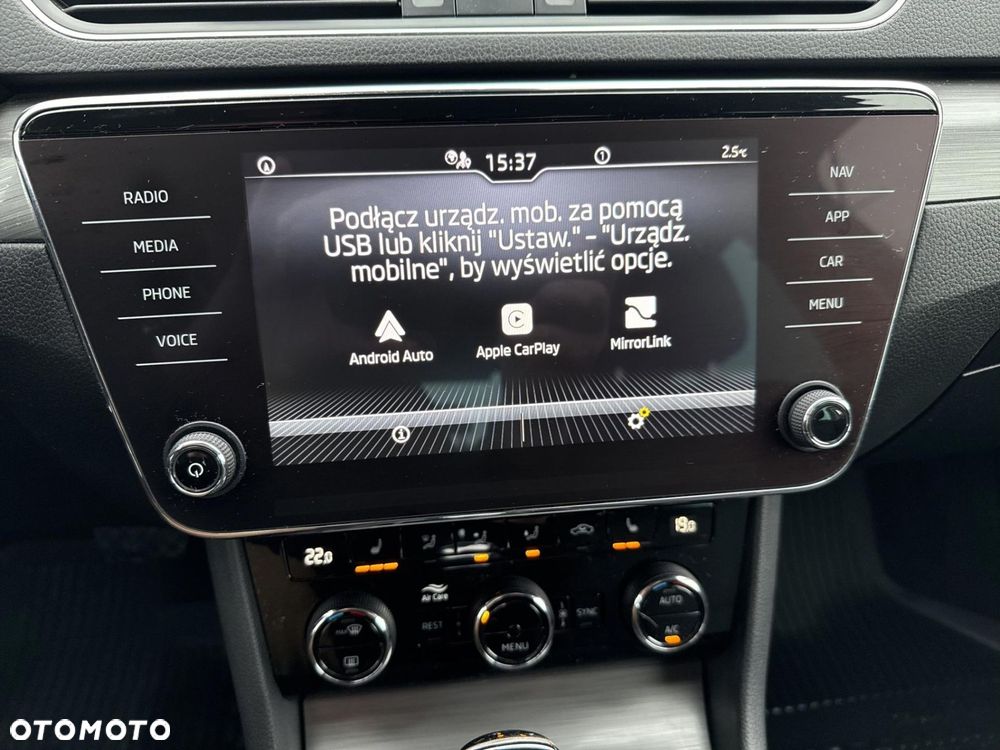 15:37
1
2.5°C
Podłącz urządz. mob. za pomocą
USB lub kliknij "Ustaw." - "Urządz.
mobilne", by wyświetlić opcje.
Android Auto
Apple CarPlay
MirrorLink
RADIO
MEDIA
PHONE
VOICE
NAV
APP
CAR
MENU
22.0
19.0
Air Care
REST
MENU
SYNC
AUTO
A/C
MAX
OTOMOTO